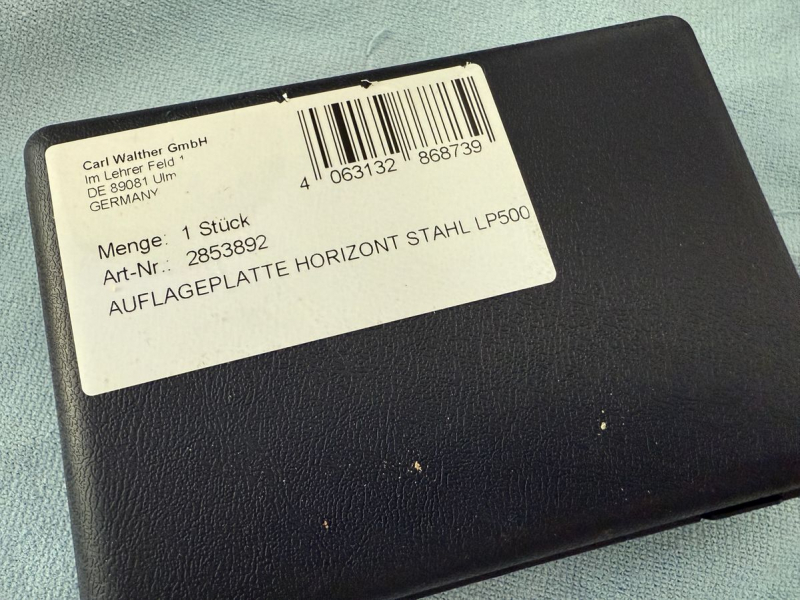 Carl Walther GmbH
Im Lehrer Feld 1
DE 89081 Ulm
GERMANY
4 063132 868739
Menge: 1 Stück
Art-Nr.: 2853892
AUFLAGEPLATTE HORIZONT STAHL LP500